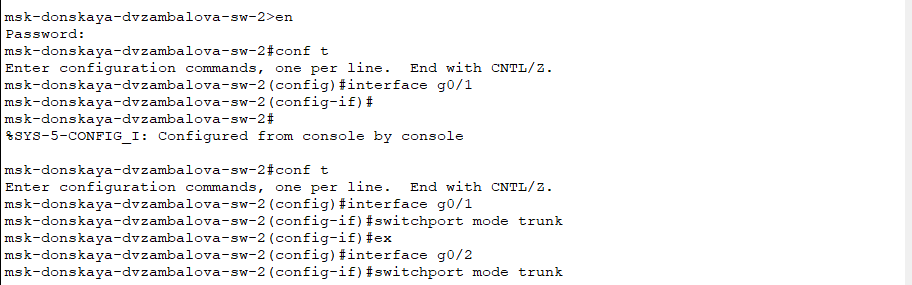 msk-donskaya-dvzambalova-sw-2>en
Password:
msk-donskaya-dvzambalova-sw-2#conf t
Enter configuration commands, one per line.  End with CNTL/Z.
msk-donskaya-dvzambalova-sw-2(config)#interface g0/1
msk-donskaya-dvzambalova-sw-2(config-if)#
msk-donskaya-dvzambalova-sw-2#
%SYS-5-CONFIG_I: Configured from console by console
msk-donskaya-dvzambalova-sw-2#conf t
Enter configuration commands, one per line.  End with CNTL/Z.
msk-donskaya-dvzambalova-sw-2(config)#interface g0/1
msk-donskaya-dvzambalova-sw-2(config-if)#switchport mode trunk
msk-donskaya-dvzambalova-sw-2(config-if)#ex
msk-donskaya-dvzambalova-sw-2(config)#interface g0/2
msk-donskaya-dvzambalova-sw-2(config-if)#switchport mode trunk